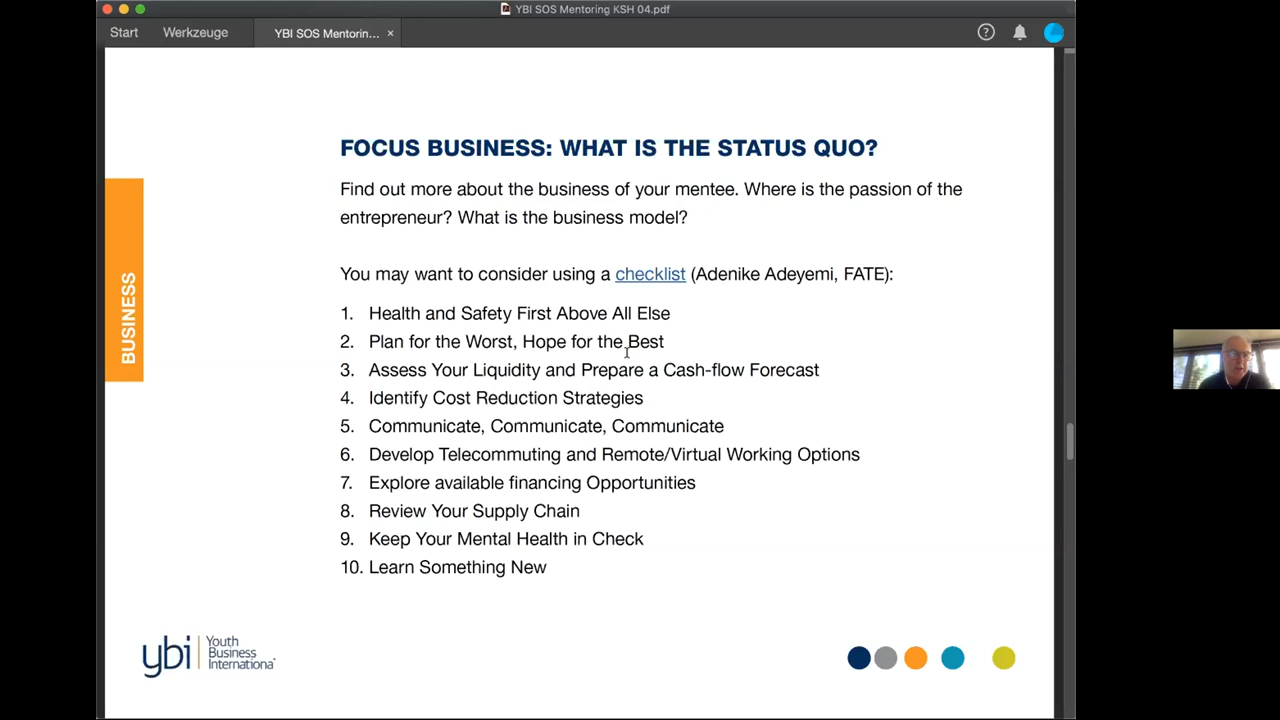 YBI SOS Mentoring KSH 04.pdf
Start Werkzeuge YBI SOS Mentorin... × ?
FOCUS BUSINESS: WHAT IS THE STATUS QUO?
Find out more about the business of your mentee. Where is the passion of the
entrepreneur? What is the business model?
You may want to consider using a checklist (Adenike Adeyemi, FATE):
1. Health and Safety First Above All Else
2. Plan for the Worst, Hope for the Best
3. Assess Your Liquidity and Prepare a Cash-flow Forecast
4. Identify Cost Reduction Strategies
5. Communicate, Communicate, Communicate
6. Develop Telecommuting and Remote/Virtual Working Options
7. Explore available financing Opportunities
8. Review Your Supply Chain
9. Keep Your Mental Health in Check
10. Learn Something New
BUSINESS
ybi Youth
Business
International